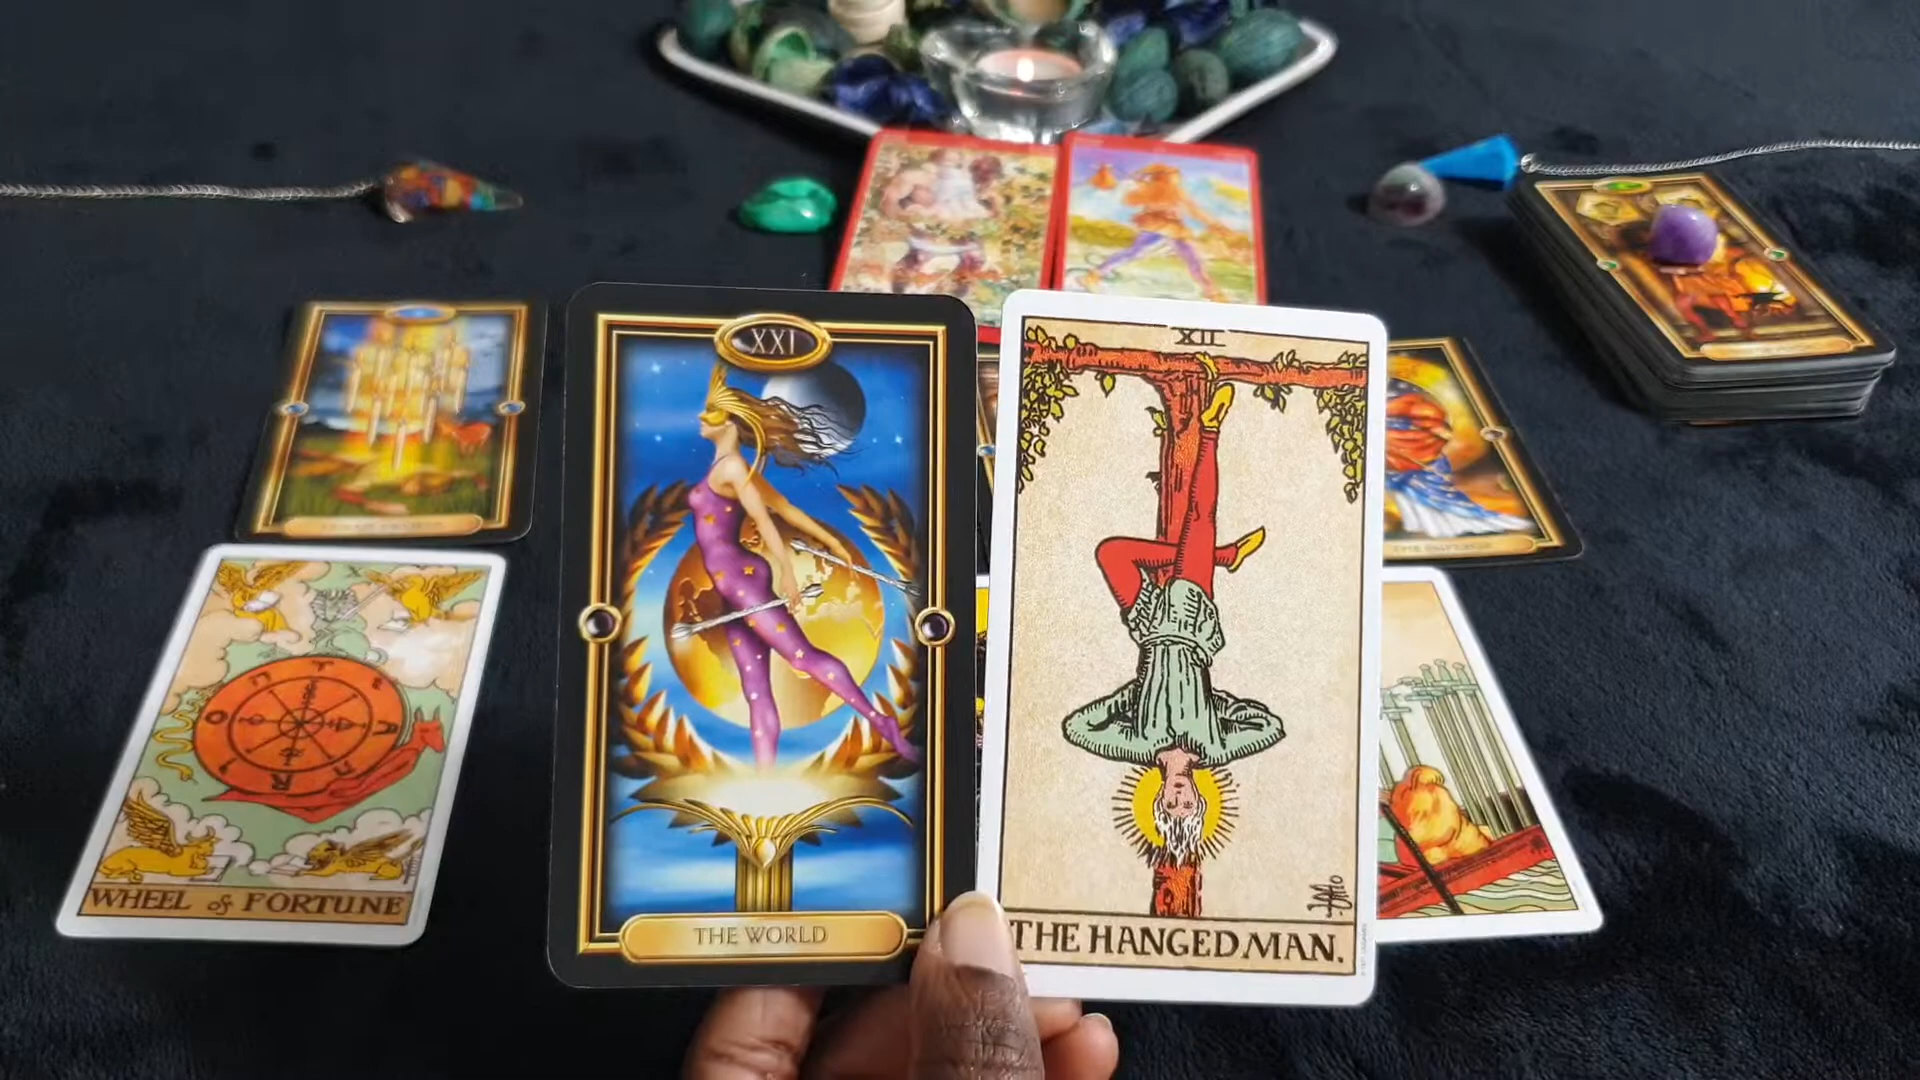 XXI
THE WORLD
XII
THE HANGED MAN.
WHEEL of FORTUNE